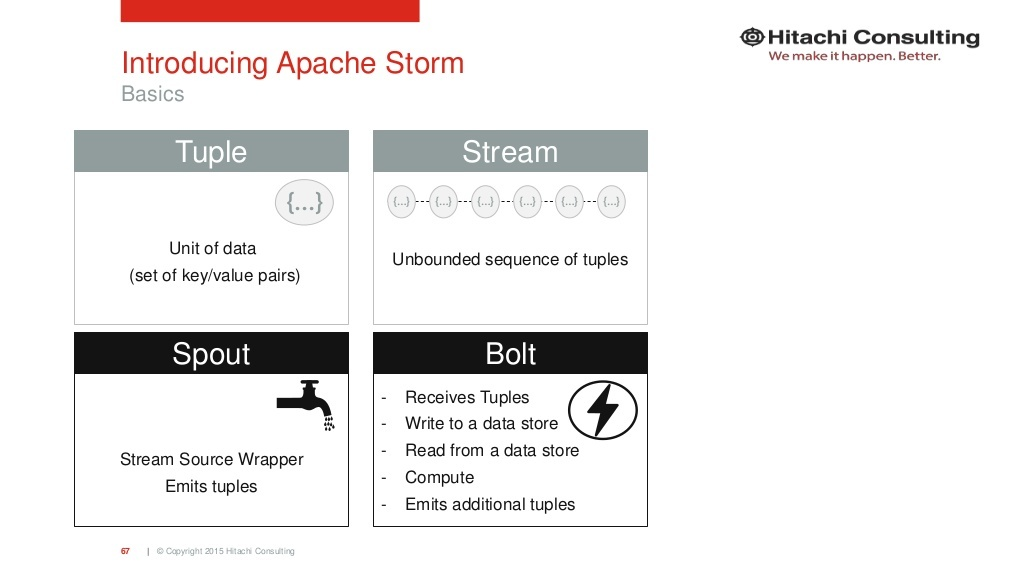 Hitachi Consulting
We make it happen. Better.
Introducing Apache Storm
Basics
Tuple
{...}
Unit of data
(set of key/value pairs)
Stream
{...} {...} {...} {...} {...} {...}
Unbounded sequence of tuples
Spout
Stream Source Wrapper
Emits tuples
Bolt
- Receives Tuples
- Write to a data store
- Read from a data store
- Compute
- Emits additional tuples
67 | © Copyright 2015 Hitachi Consulting